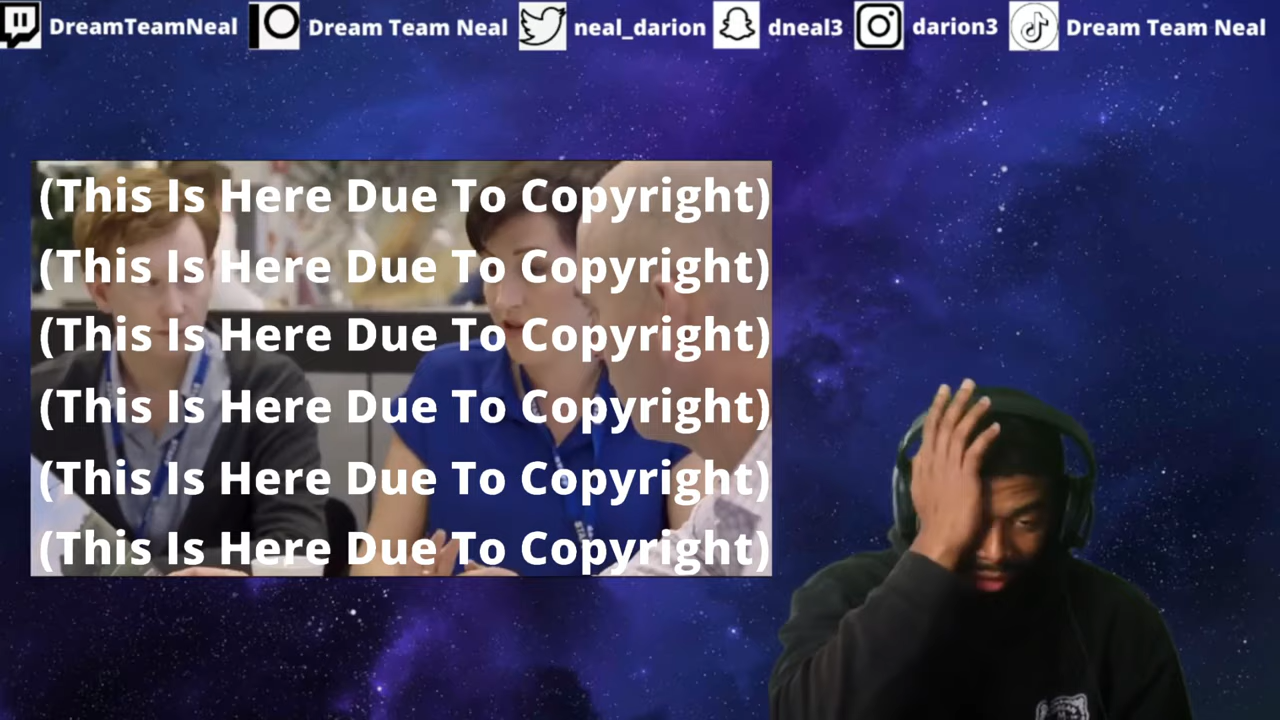 DreamTeamNeal Dream Team Neal neal_darion dneal3 darion3 Dream Team Neal
(This Is Here Due To Copyright)
(This Is Here Due To Copyright)
(This Is Here Due To Copyright)
(This Is Here Due To Copyright)
(This Is Here Due To Copyright)
(This Is Here Due To Copyright)